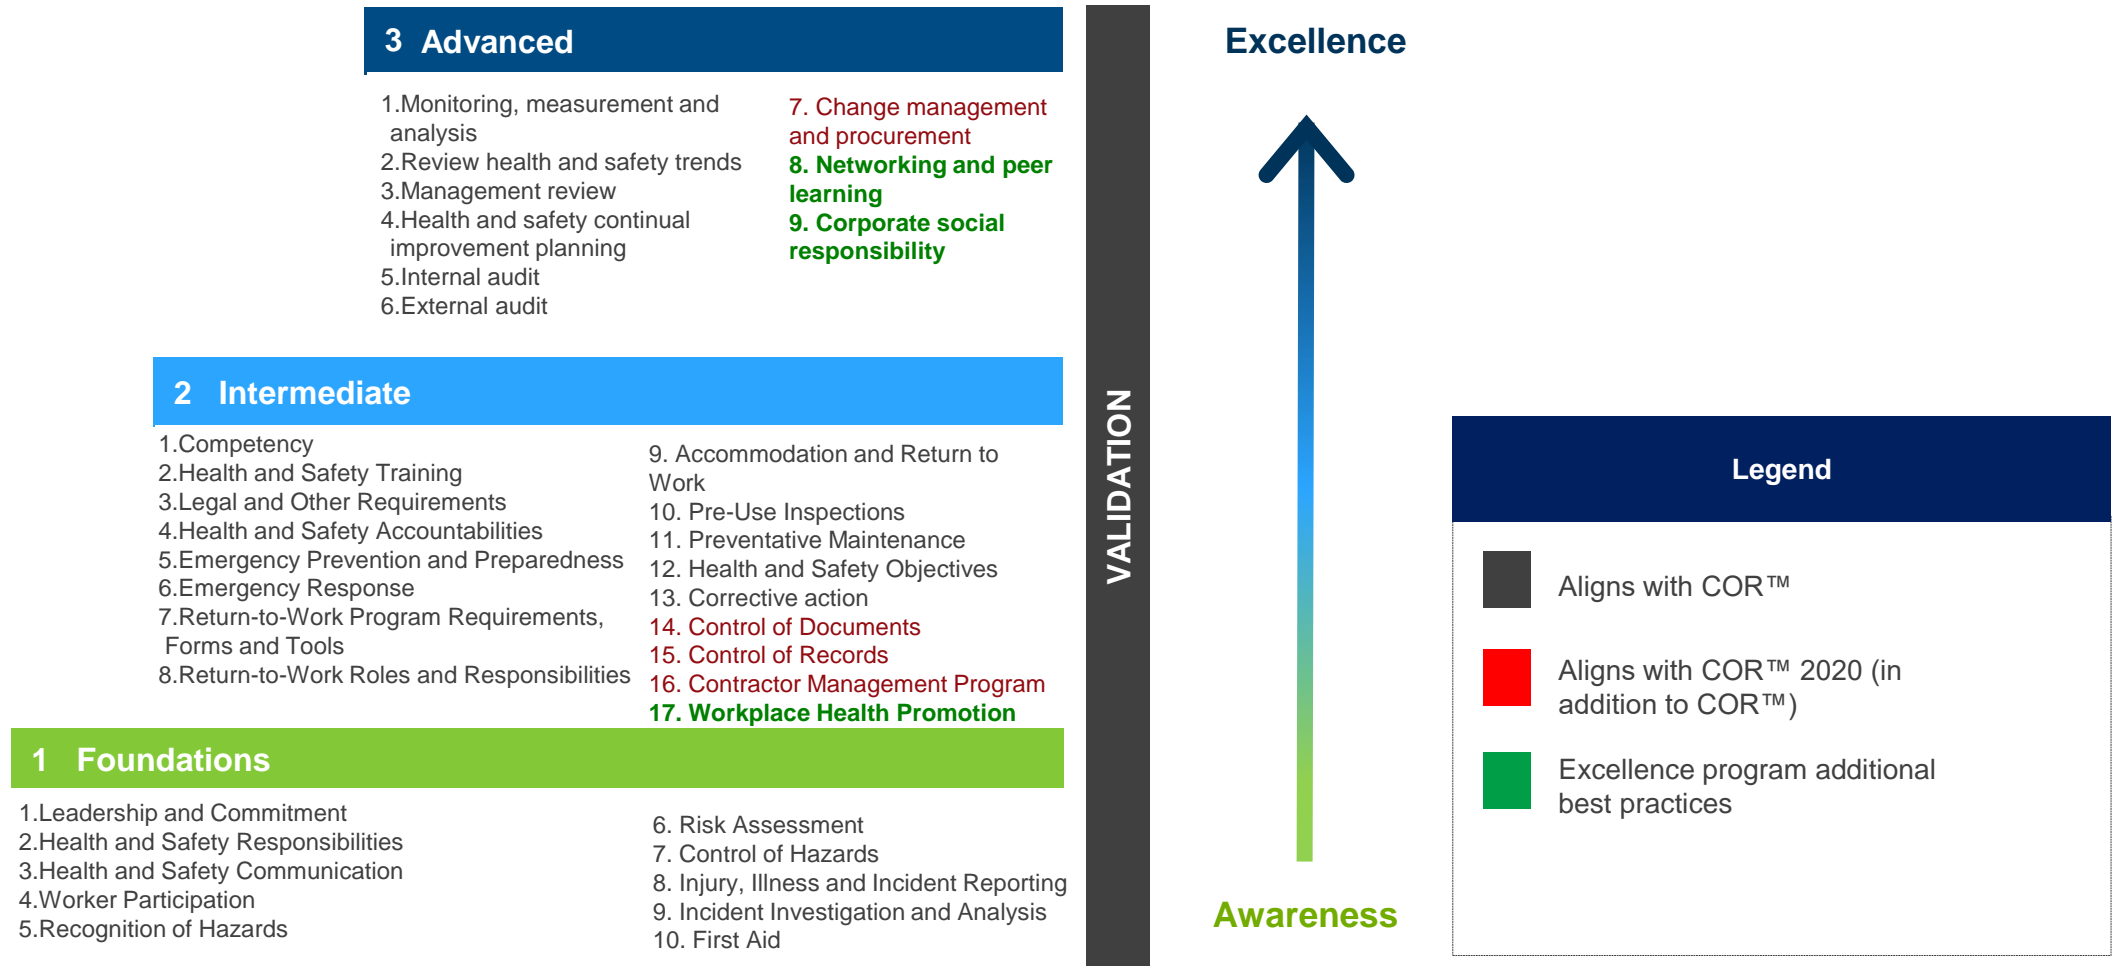 3 Advanced
1.Monitoring, measurement and
analysis
2.Review health and safety trends
3.Management review
4.Health and safety continual
improvement planning
5.Internal audit
6.External audit
7. Change management
and procurement
8. Networking and peer
learning
9. Corporate social
responsibility
2 Intermediate
1.Competency
2.Health and Safety Training
3.Legal and Other Requirements
4.Health and Safety Accountabilities
5.Emergency Prevention and Preparedness
6.Emergency Response
7.Return-to-Work Program Requirements,
Forms and Tools
8.Return-to-Work Roles and Responsibilities
9. Accommodation and Return to
Work
10. Pre-Use Inspections
11. Preventative Maintenance
12. Health and Safety Objectives
13. Corrective action
14. Control of Documents
15. Control of Records
16. Contractor Management Program
17. Workplace Health Promotion
1 Foundations
1.Leadership and Commitment
2.Health and Safety Responsibilities
3.Health and Safety Communication
4.Worker Participation
5.Recognition of Hazards
6. Risk Assessment
7. Control of Hazards
8. Injury, Illness and Incident Reporting
9. Incident Investigation and Analysis
10. First Aid
VALIDATION
Excellence
Awareness
Legend
Aligns with COR™
Aligns with COR™ 2020 (in
addition to COR™)
Excellence program additional
best practices